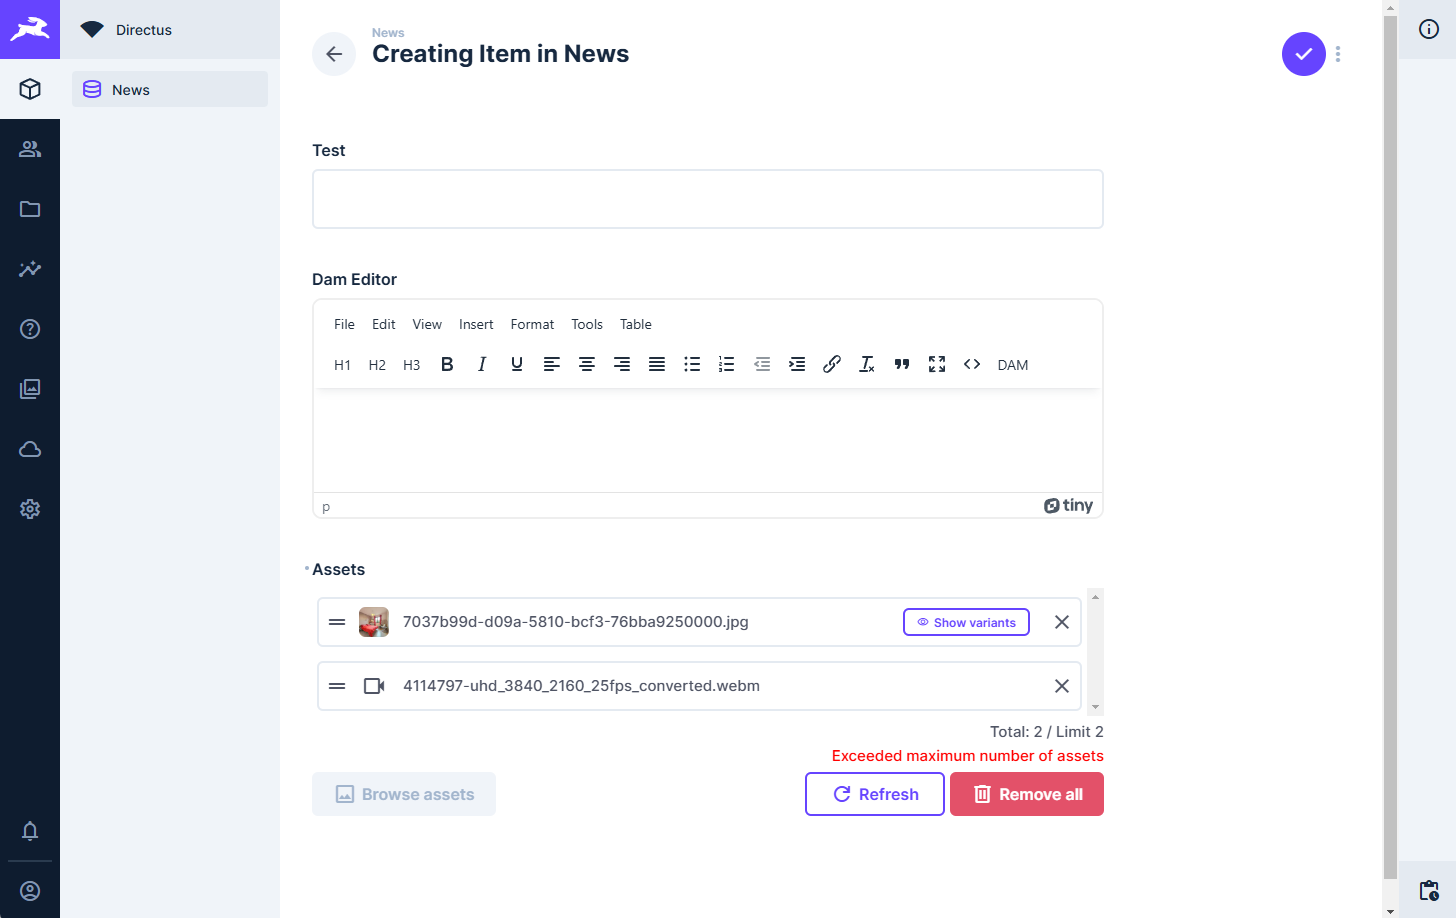 Directus
News
News
Creating Item in News
Test
Dam Editor
File Edit View Insert Format Tools Table
H1 H2 H3 B I U DAM
p
tiny
Assets
7037b99d-d09a-5810-bcf3-76bba9250000.jpg Show variants
4114797-uhd_3840_2160_25fps_converted.webm
Total: 2 / Limit 2
Exceeded maximum number of assets
Browse assets Refresh Remove all